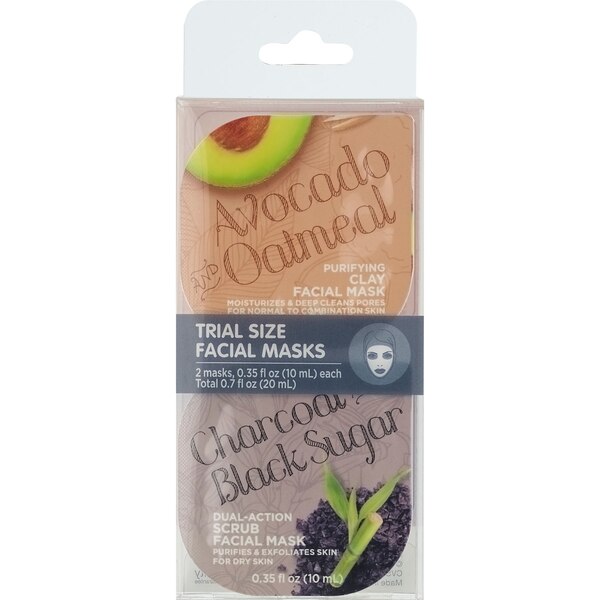 Avocado
AND Oatmeal
PURIFYING
CLAY
FACIAL MASK
MOISTURIZES & DEEP CLEANS PORES
FOR NORMAL TO COMBINATION SKIN
TRIAL SIZE
FACIAL MASKS
2 masks, 0.35 fl oz (10 mL) each
Total 0.7 fl oz (20 mL)
Charcoal
Black Sugar
DUAL-ACTION
SCRUB
FACIAL MASK
PURIFIES & EXFOLIATES SKIN
FOR DRY SKIN
0.35 fl oz (10 mL)
Made